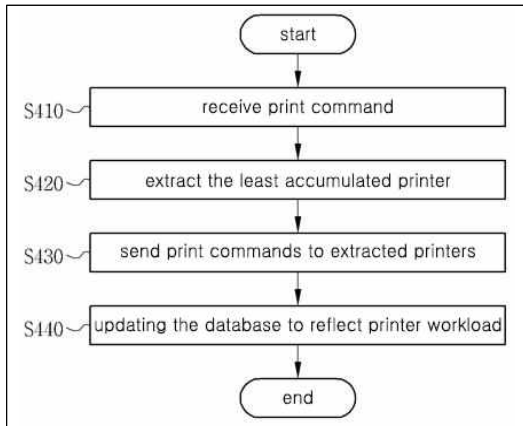 start
S410 receive print command
S420 extract the least accumulated printer
S430 send print commands to extracted printers
S440 updating the database to reflect printer workload
end